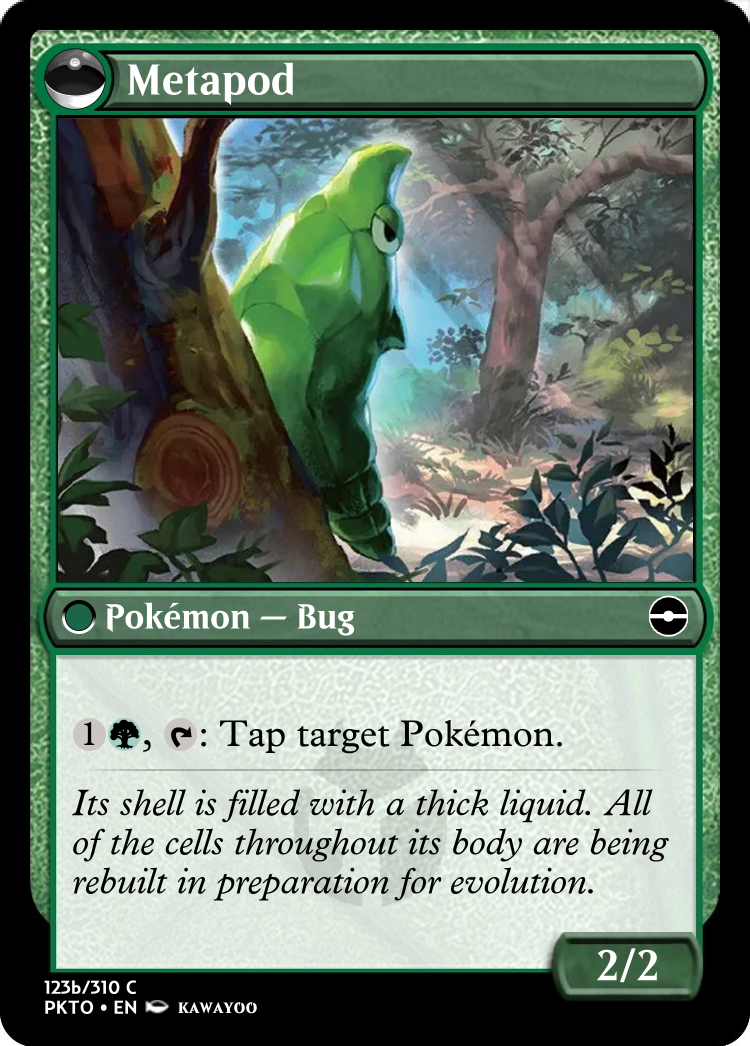 Metapod
Pokémon — Bug
1, : Tap target Pokémon.
Its shell is filled with a thick liquid. All
of the cells throughout its body are being
rebuilt in preparation for evolution.
2/2
123b/310 C
PKTO • EN KAWAYOO